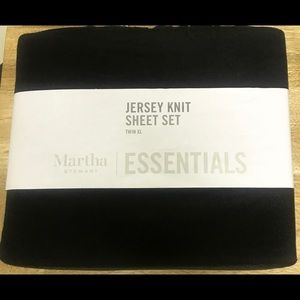 JERSEY KNIT
SHEET SET
TWIN XL
Martha
STEWART
ESSENTIALS